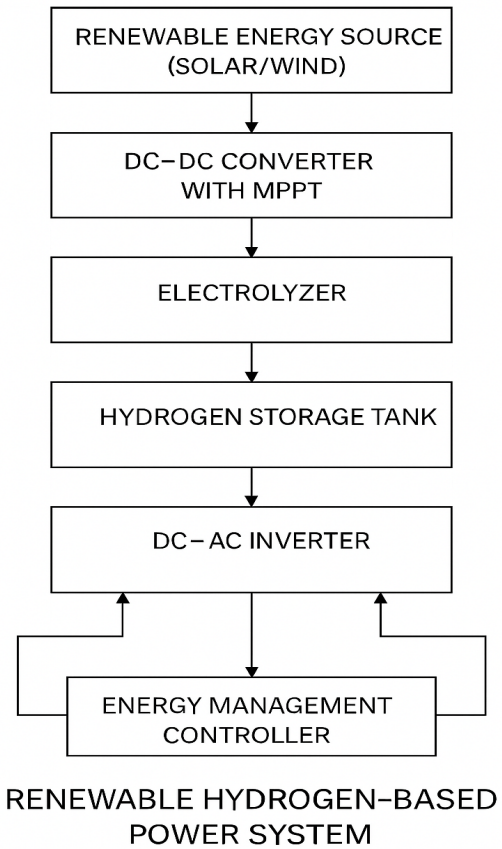 RENEWABLE ENERGY SOURCE
(SOLAR/WIND)
DC–DC CONVERTER
WITH MPPT
ELECTROLYZER
HYDROGEN STORAGE TANK
DC–AC INVERTER
ENERGY MANAGEMENT
CONTROLLER
RENEWABLE HYDROGEN–BASED
POWER SYSTEM